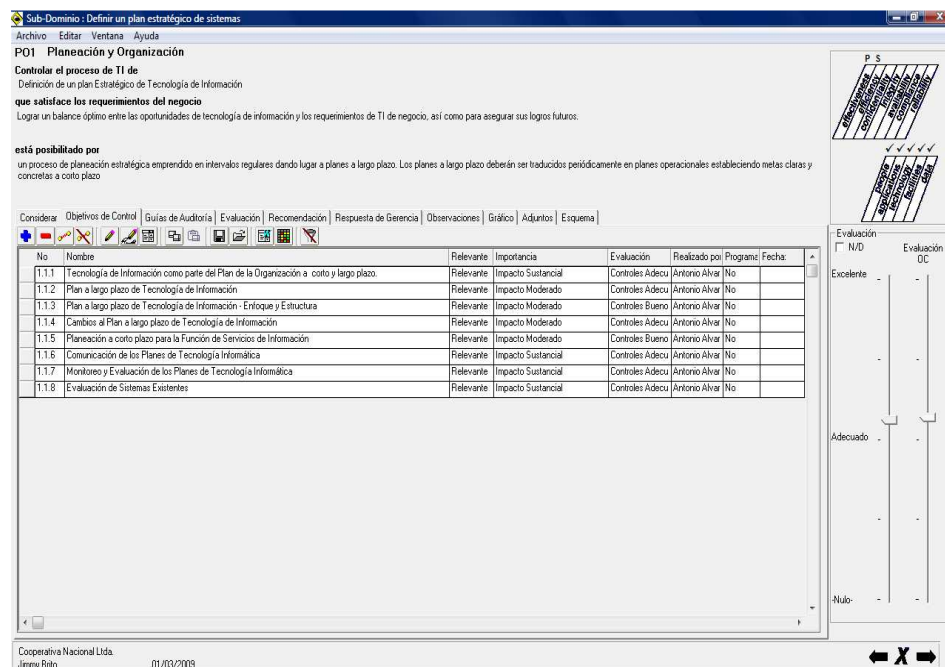 Sub-Dominio : Definir un plan estratégico de sistemas
Archivo Editar Ventana Ayuda
PO1 Planeación y Organización
Controlar el proceso de TI de
Definición de un plan Estratégico de Tecnología de Información
que satisface los requerimientos del negocio
Lograr un balance óptimo entre las oportunidades de tecnología de información y los requerimientos de TI de negocio, así como para asegurar sus logros futuros.
está posibilitado por
un proceso de planeación estratégica emprendido en intervalos regulares dando lugar a planes a largo plazo. Los planes a largo plazo deberán ser traducidos periódicamente en planes operacionales estableciendo metas claras y
concretas a corto plazo
P S
effectiveness
efficiency
confidentiality
integrity
availability
compliance
reliability
people
applications
technology
facilities
data
Considerar Objetivos de Control Guías de Auditoría Evaluación Recomendación Respuesta de Gerencia Observaciones Gráfico Adjuntos Esquema
No Nombre Relevante Importancia Evaluación Realizado por Programa Fecha:
1.1.1 Tecnología de Información como parte del Plan de la Organización a corto y largo plazo. Relevante Impacto Sustancial Controles Adecu Antonio Alvar No
1.1.2 Plan a largo plazo de Tecnología de Información Relevante Impacto Moderado Controles Adecu Antonio Alvar No
1.1.3 Plan a largo plazo de Tecnología de Información - Enfoque y Estructura Relevante Impacto Moderado Controles Bueno Antonio Alvar No
1.1.4 Cambios al Plan a largo plazo de Tecnología de Información Relevante Impacto Moderado Controles Adecu Antonio Alvar No
1.1.5 Planeación a corto plazo para la Función de Servicios de Información Relevante Impacto Moderado Controles Bueno Antonio Alvar No
1.1.6 Comunicación de los Planes de Tecnología Informática Relevante Impacto Sustancial Controles Adecu Antonio Alvar No
1.1.7 Monitoreo y Evaluación de los Planes de Tecnología Informática Relevante Impacto Sustancial Controles Adecu Antonio Alvar No
1.1.8 Evaluación de Sistemas Existentes Relevante Impacto Sustancial Controles Adecu Antonio Alvar No
Evaluación
N/D Evaluación
OC
Excelente
Adecuado
-Nulo-
Cooperativa Nacional Ltda.
Jimmy Brito 01/03/2009
X